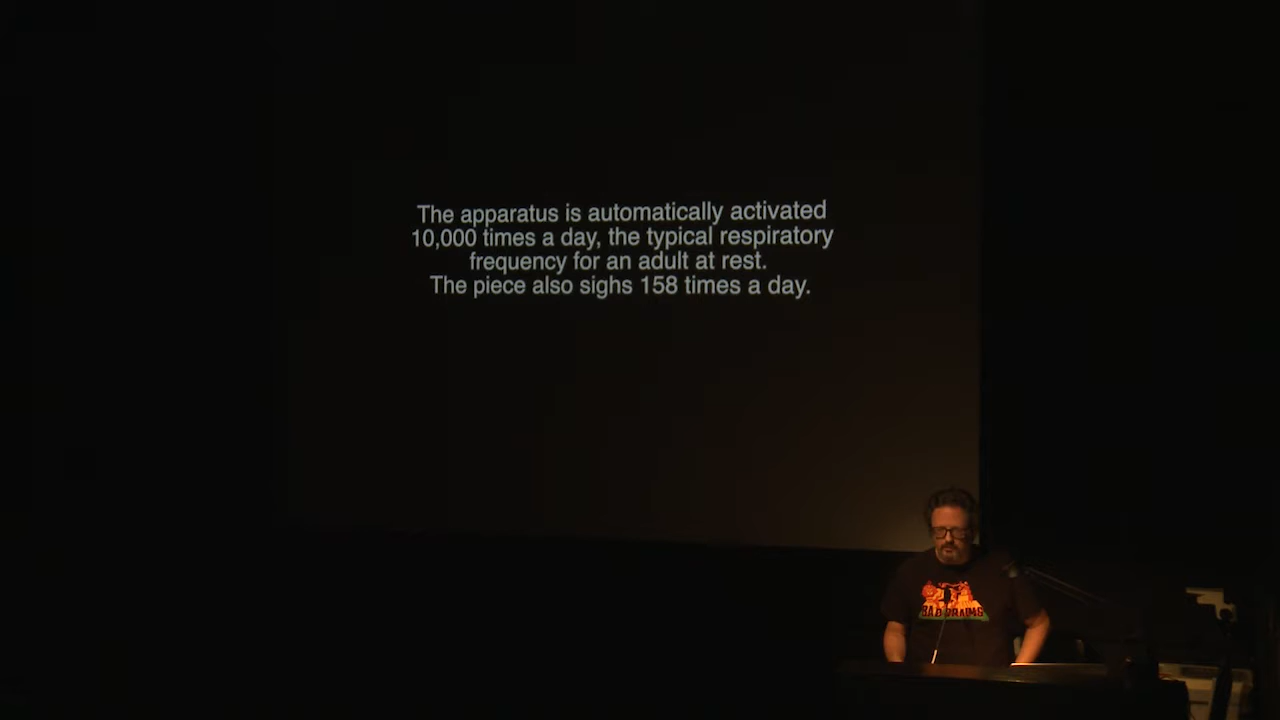 The apparatus is automatically activated
10,000 times a day, the typical respiratory
frequency for an adult at rest.
The piece also sighs 158 times a day.
BAD BRAINS